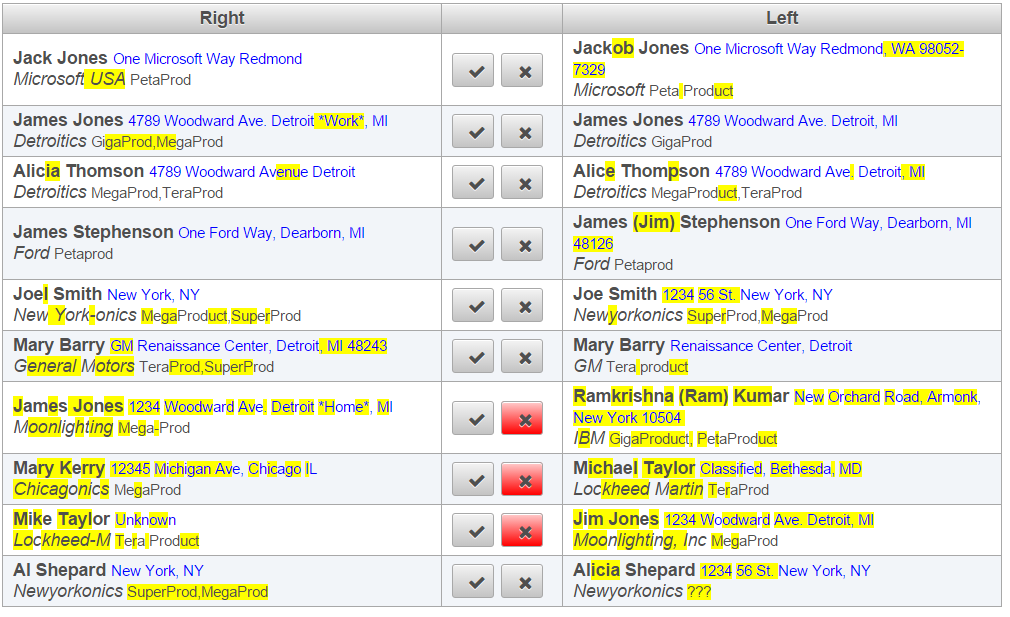 Right Left
Jack Jones One Microsoft Way Redmond
Microsoft USA PetaProd
Jackob Jones One Microsoft Way Redmond, WA 98052-
7329
Microsoft Peta Product
James Jones 4789 Woodward Ave. Detroit *Work*, MI
Detroitics GigaProd,MegaProd
James Jones 4789 Woodward Ave. Detroit, MI
Detroitics GigaProd
Alicia Thomson 4789 Woodward Avenue Detroit
Detroitics MegaProd,TeraProd
Alice Thompson 4789 Woodward Ave. Detroit, MI
Detroitics MegaProduct,TeraProd
James Stephenson One Ford Way, Dearborn, MI
Ford Petaprod
James (Jim) Stephenson One Ford Way, Dearborn, MI
48126
Ford Petaprod
Joel Smith New York, NY
New York-onics MegaProduct,SuperProd
Joe Smith 1234 56 St. New York, NY
Newyorkonics SuperProd,MegaProd
Mary Barry GM Renaissance Center, Detroit, MI 48243
General Motors TeraProd,SuperProd
Mary Barry Renaissance Center, Detroit
GM Tera product
James Jones 1234 Woodward Ave. Detroit *Home*, MI
Moonlighting Mega-Prod
Ramkrishna (Ram) Kumar New Orchard Road, Armonk,
New York 10504
IBM GigaProduct, PetaProduct
Mary Kerry 12345 Michigan Ave, Chicago IL
Chicagonics MegaProd
Michael Taylor Classified, Bethesda, MD
Lockheed Martin TeraProd
Mike Taylor Unknown
Lockheed-M Tera Product
Jim Jones 1234 Woodward Ave. Detroit, MI
Moonlighting, Inc MegaProd
Al Shepard New York, NY
Newyorkonics SuperProd,MegaProd
Alicia Shepard 1234 56 St. New York, NY
Newyorkonics ???